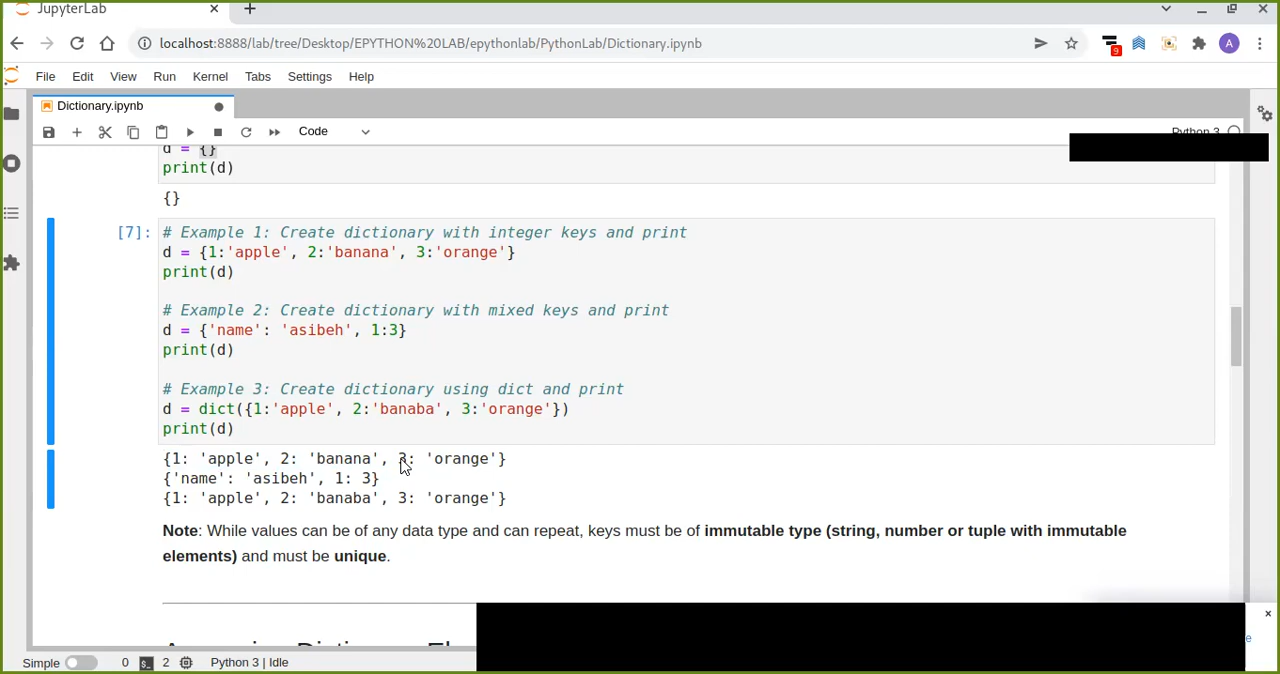 JupyterLab
localhost:8888/lab/tree/Desktop/EPYTHON%20LAB/epythonlab/PythonLab/Dictionary.ipynb
9
A
File Edit View Run Kernel Tabs Settings Help
Dictionary.ipynb
Code
Python 3
d = {}
print(d)
{}
[7]:
# Example 1: Create dictionary with integer keys and print
d = {1:'apple', 2:'banana', 3:'orange'}
print(d)
# Example 2: Create dictionary with mixed keys and print
d = {'name': 'asibeh', 1:3}
print(d)
# Example 3: Create dictionary using dict and print
d = dict({1:'apple', 2:'banaba', 3:'orange'})
print(d)
{1: 'apple', 2: 'banana', 3: 'orange'}
{'name': 'asibeh', 1: 3}
{1: 'apple', 2: 'banaba', 3: 'orange'}
Note: While values can be of any data type and can repeat, keys must be of immutable type (string, number or tuple with immutable
elements) and must be unique.
Simple 0 2 Python 3 | Idle